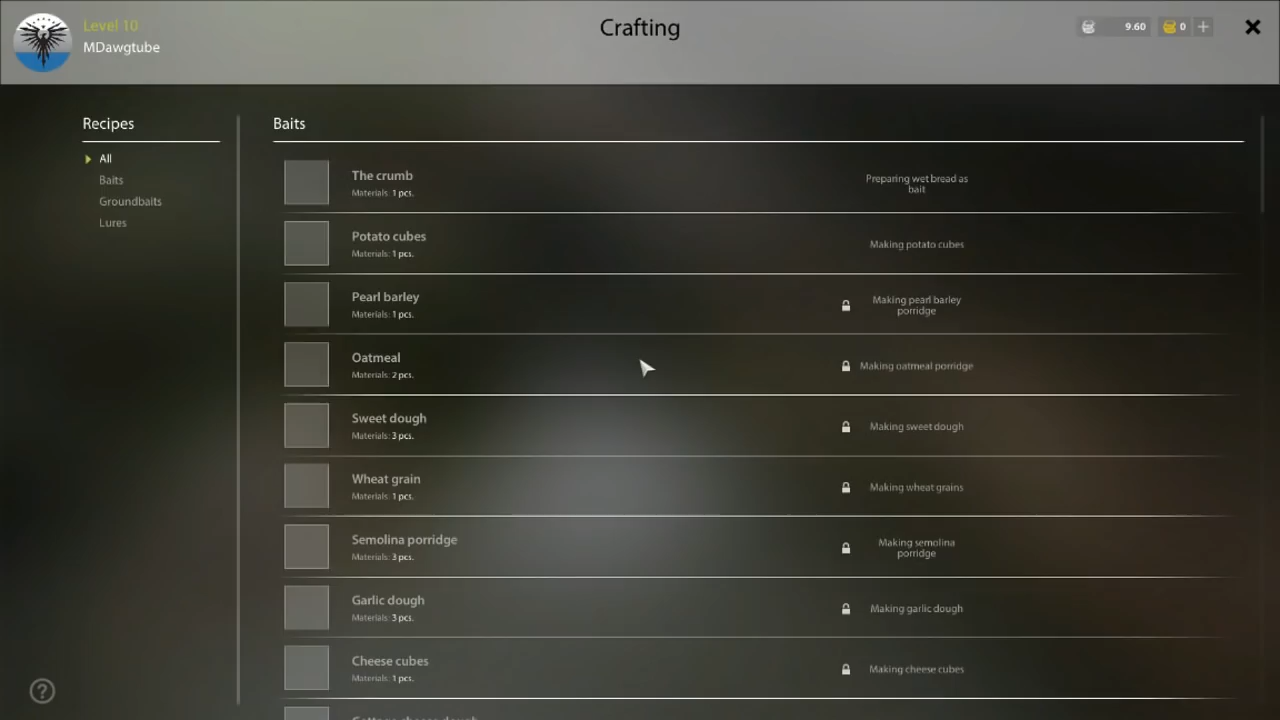 Level 10
MDawgtube
Crafting
9.60
0
Recipes
All
Baits
Groundbaits
Lures
Baits
The crumb
Materials: 1 pcs.
Preparing wet bread as
bait
Potato cubes
Materials: 1 pcs.
Making potato cubes
Pearl barley
Materials: 1 pcs.
Making pearl barley
porridge
Oatmeal
Materials: 2 pcs.
Making oatmeal porridge
Sweet dough
Materials: 3 pcs.
Making sweet dough
Wheat grain
Materials: 1 pcs.
Making wheat grains
Semolina porridge
Materials: 3 pcs.
Making semolina
porridge
Garlic dough
Materials: 3 pcs.
Making garlic dough
Cheese cubes
Materials: 1 pcs.
Making cheese cubes